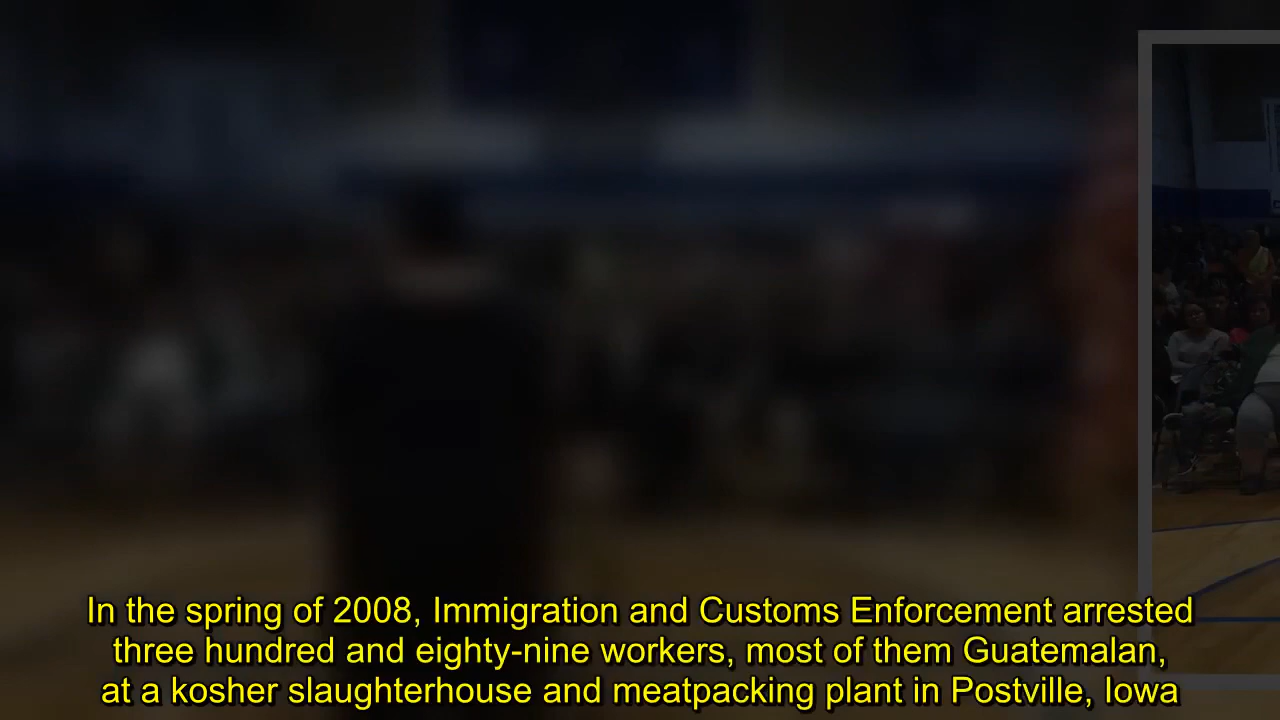 In the spring of 2008, Immigration and Customs Enforcement arrested
three hundred and eighty-nine workers, most of them Guatemalan,
at a kosher slaughterhouse and meatpacking plant in Postville, Iowa